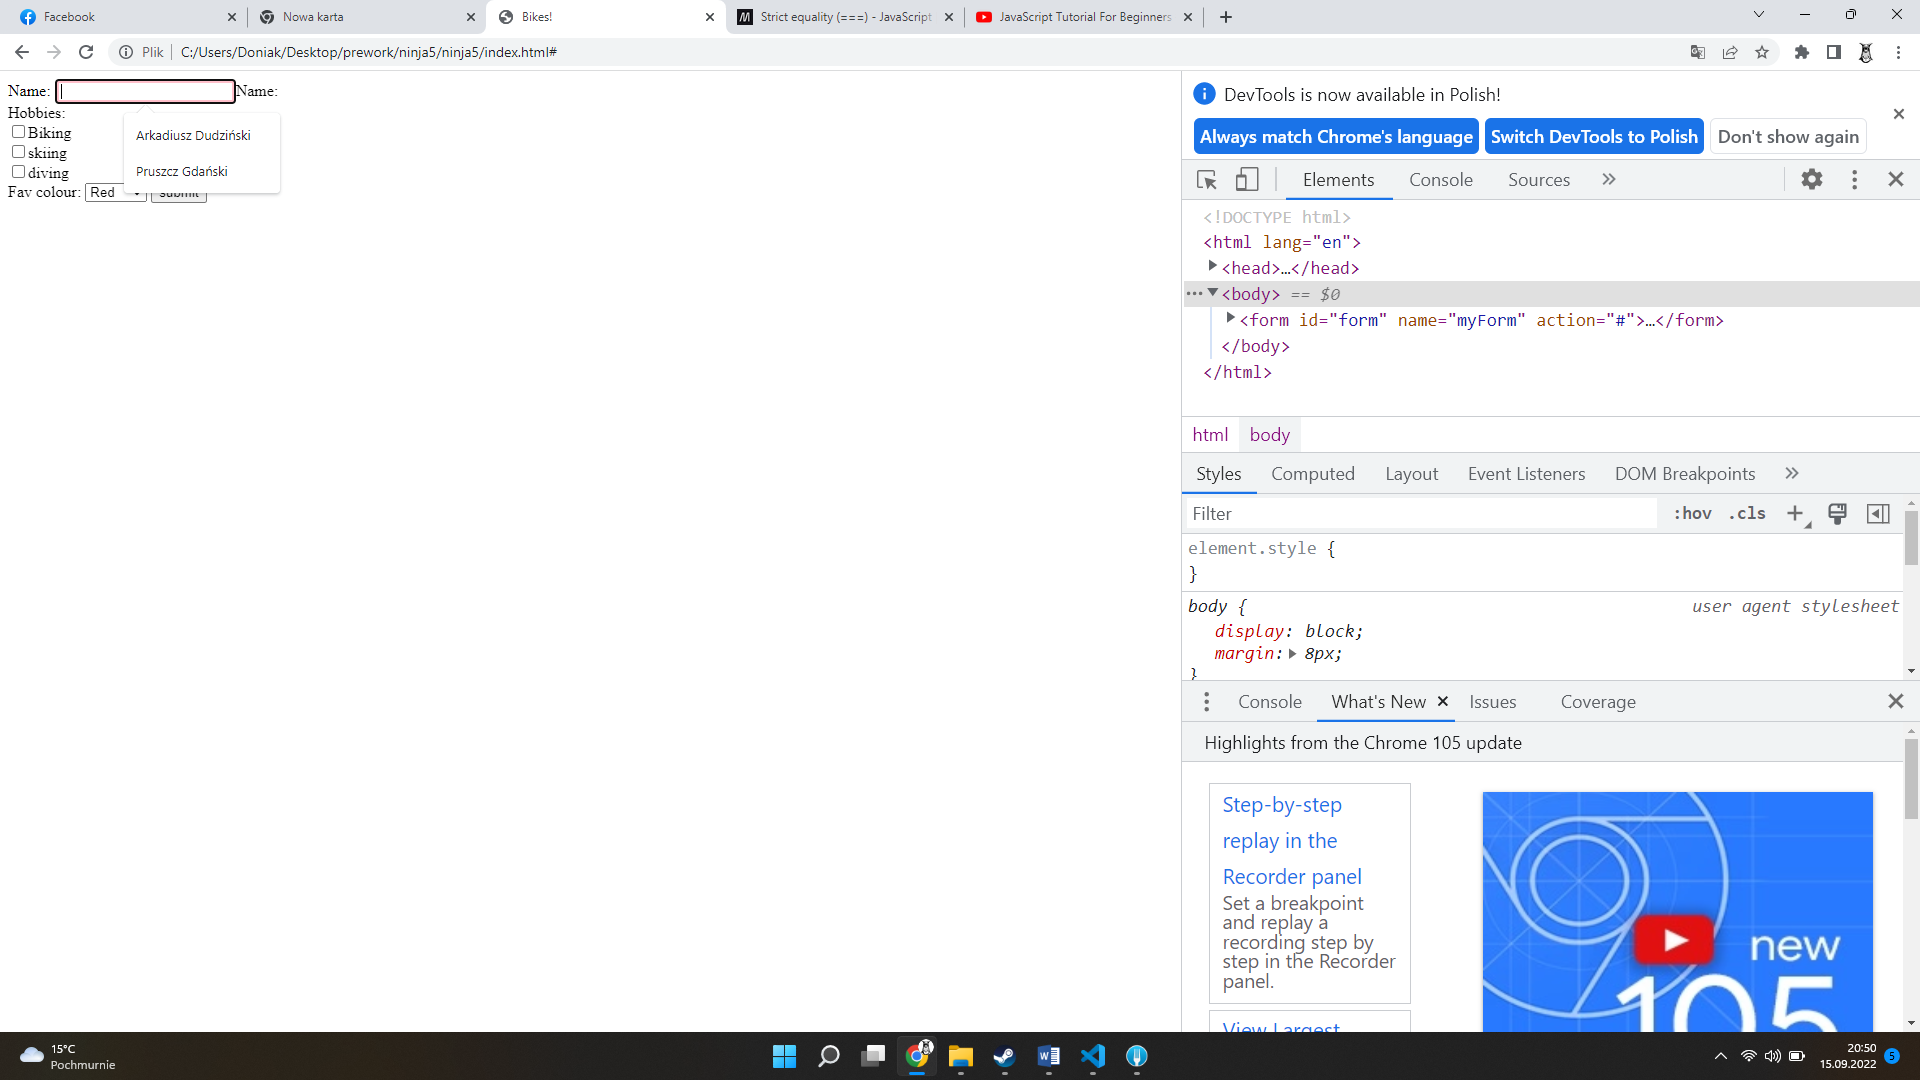 Facebook
Nowa karta
Bikes!
Strict equality (===) - JavaScript
JavaScript Tutorial For Beginners
Plik
C:/Users/Doniak/Desktop/prework/ninja5/ninja5/index.html#
Name:
Name:
Hobbies:
Biking
skiing
diving
Arkadiusz Dudziński
Pruszcz Gdański
Fav colour:
Red
submit
DevTools is now available in Polish!
Always match Chrome's language
Switch DevTools to Polish
Don't show again
Elements
Console
Sources
<!DOCTYPE html>
<html lang="en">
<head>…</head>
<body> == $0
<form id="form" name="myForm" action="#">…</form>
</body>
</html>
html
body
Styles
Computed
Layout
Event Listeners
DOM Breakpoints
Filter
:hov
.cls
element.style {
}
body {
user agent stylesheet
display: block;
margin: 8px;
}
Console
What's New
Issues
Coverage
Highlights from the Chrome 105 update
Step-by-step
replay in the
Recorder panel
Set a breakpoint
and replay a
recording step by
step in the Recorder
panel.
View Largest
new
105
15°C
Pochmurnie
20:50
15.09.2022
5